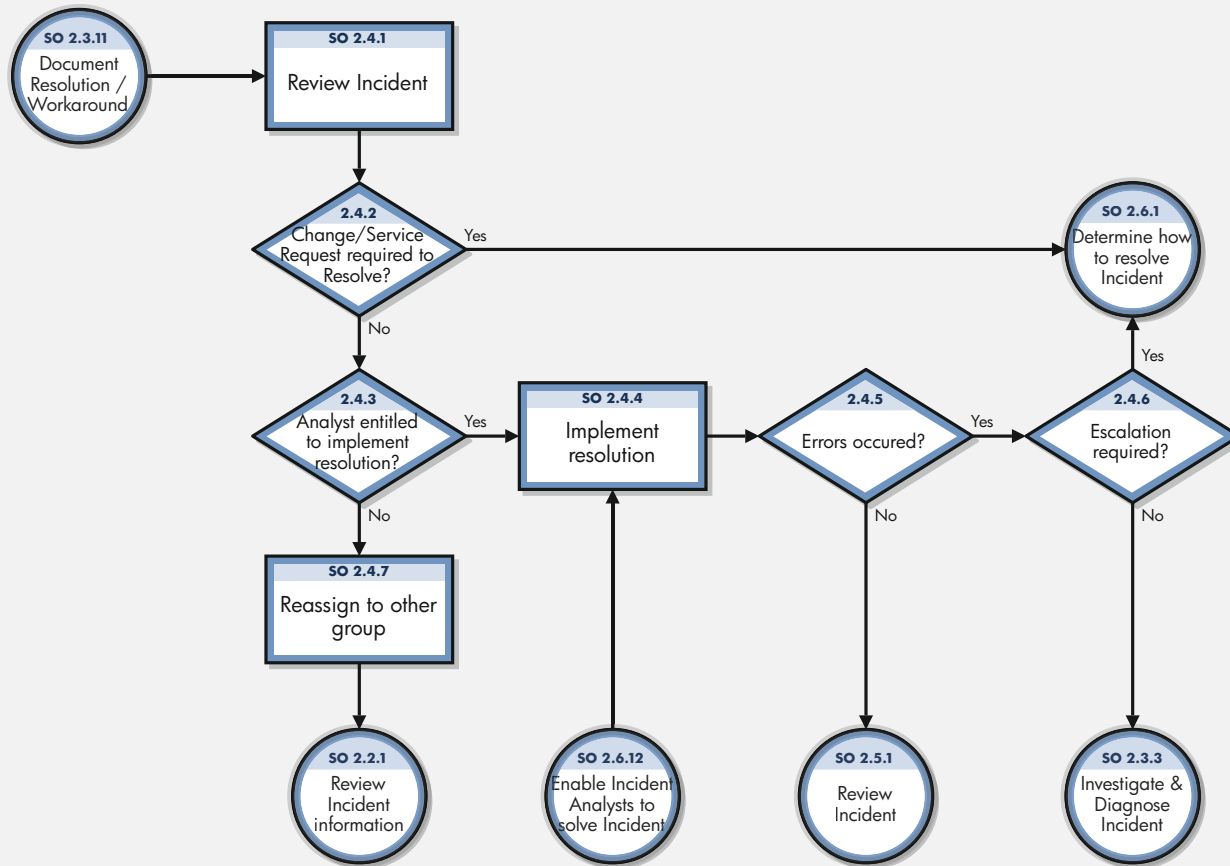 SO 2.3.11
Document
Resolution /
Workaround
SO 2.4.1
Review Incident
2.4.2
Change/Service
Request required to
Resolve?
Yes
No
SO 2.6.1
Determine how
to resolve
Incident
2.4.3
Analyst entitled
to implement
resolution?
Yes
No
SO 2.4.4
Implement
resolution
2.4.5
Errors occured?
Yes
No
2.4.6
Escalation
required?
Yes
No
SO 2.4.7
Reassign to other
group
SO 2.2.1
Review
Incident
information
SO 2.6.12
Enable Incident
Analysts to
solve Incident
SO 2.5.1
Review
Incident
SO 2.3.3
Investigate &
Diagnose
Incident